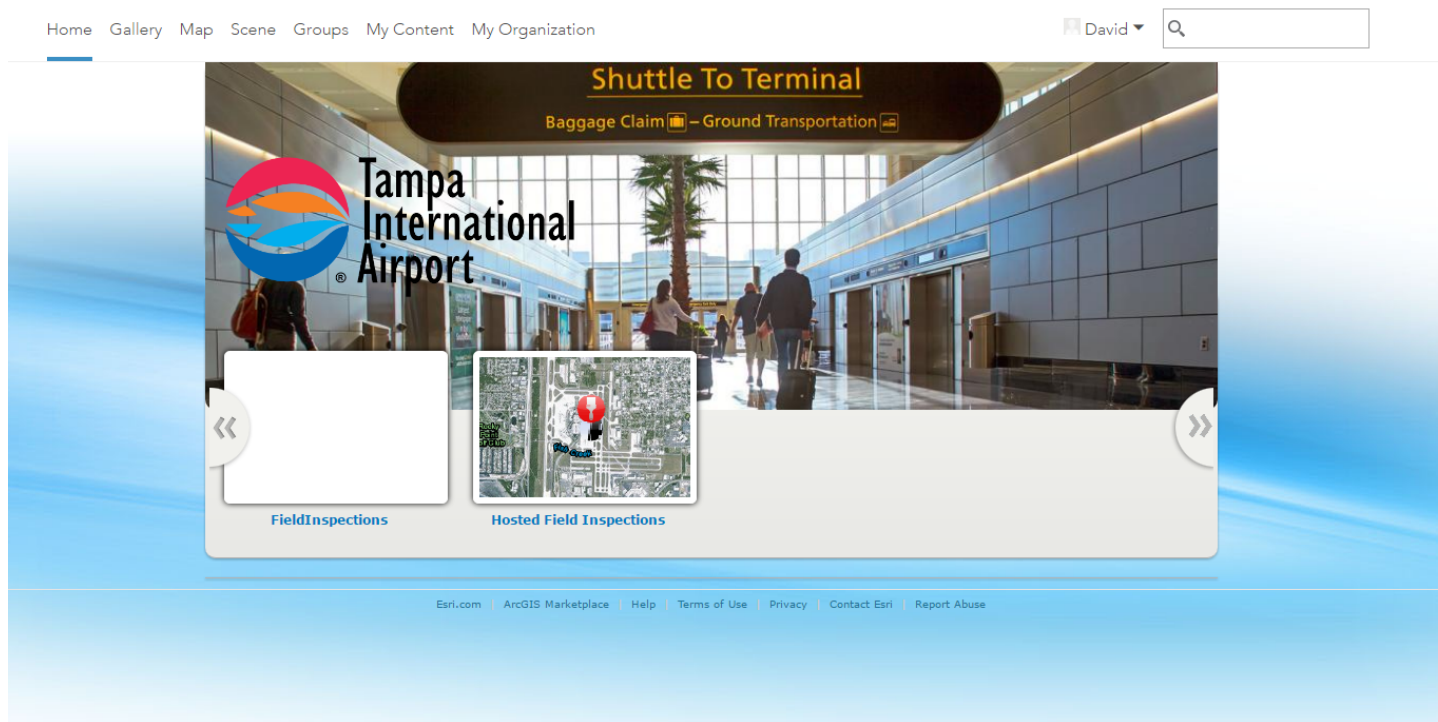 Home Gallery Map Scene Groups My Content My Organization David
Shuttle To Terminal
Baggage Claim – Ground Transportation
Tampa
International
Airport
®
FieldInspections
Hosted Field Inspections
Esri.com | ArcGIS Marketplace | Help | Terms of Use | Privacy | Contact Esri | Report Abuse